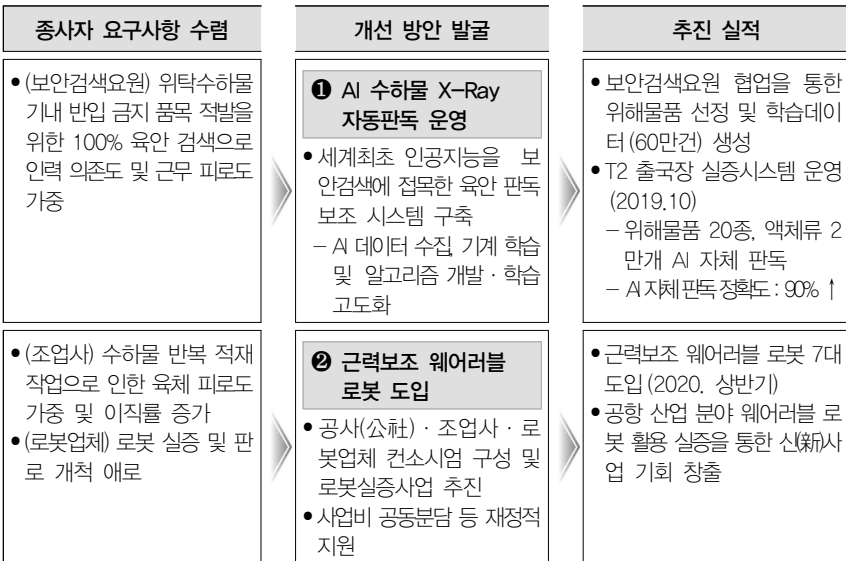 종사자 요구사항 수렴
개선 방안 발굴
추진 실적
•(보안검색요원) 위탁수하물
기내 반입 금지 품목 적발을
위한 100% 육안 검색으로
인력 의존도 및 근무 피로도
가중
❶ AI 수하물 X-Ray
자동판독 운영
•세계최초 인공지능을 보
안검색에 접목한 육안 판독
보조 시스템 구축
- AI 데이터 수집, 기계 학습
및 알고리즘 개발·학습
고도화
•보안검색요원 협업을 통한
위해물품 선정 및 학습데이
터(60만건) 생성
•T2 출국장 실증시스템 운영
(2019.10)
- 위해물품 20종, 액체류 2
만개 AI 자체 판독
- AI 자체 판독 정확도 : 90% ↑
•(조업사) 수하물 반복 적재
작업으로 인한 육체 피로도
가중 및 이직률 증가
•(로봇업체) 로봇 실증 및 판
로 개척 애로
❷ 근력보조 웨어러블
로봇 도입
•공사(公社)·조업사·로
봇업체 컨소시엄 구성 및
로봇실증사업 추진
•사업비 공동분담 등 재정적
지원
•근력보조 웨어러블 로봇 7대
도입(2020. 상반기)
•공항 산업 분야 웨어러블 로
봇 활용 실증을 통한 신(新)사
업 기회 창출